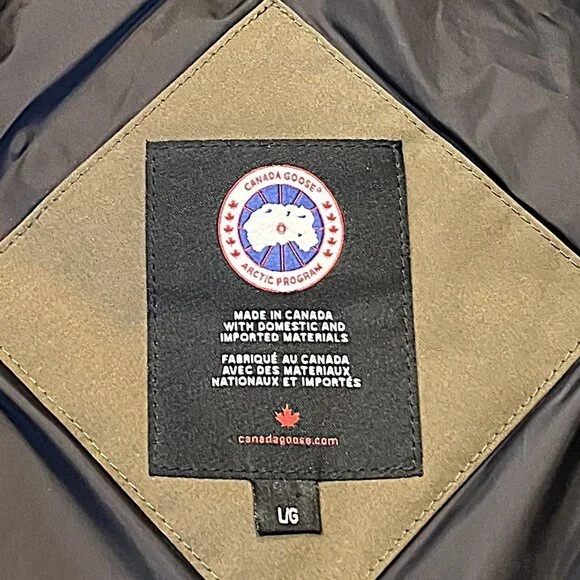 CANADA GOOSE®
ARCTIC PROGRAM
MADE IN CANADA
WITH DOMESTIC AND
IMPORTED MATERIALS
FABRIQUÉ AU CANADA
AVEC DES MATERIAUX
NATIONAUX ET IMPORTÉS
canadagoose.com
L/G